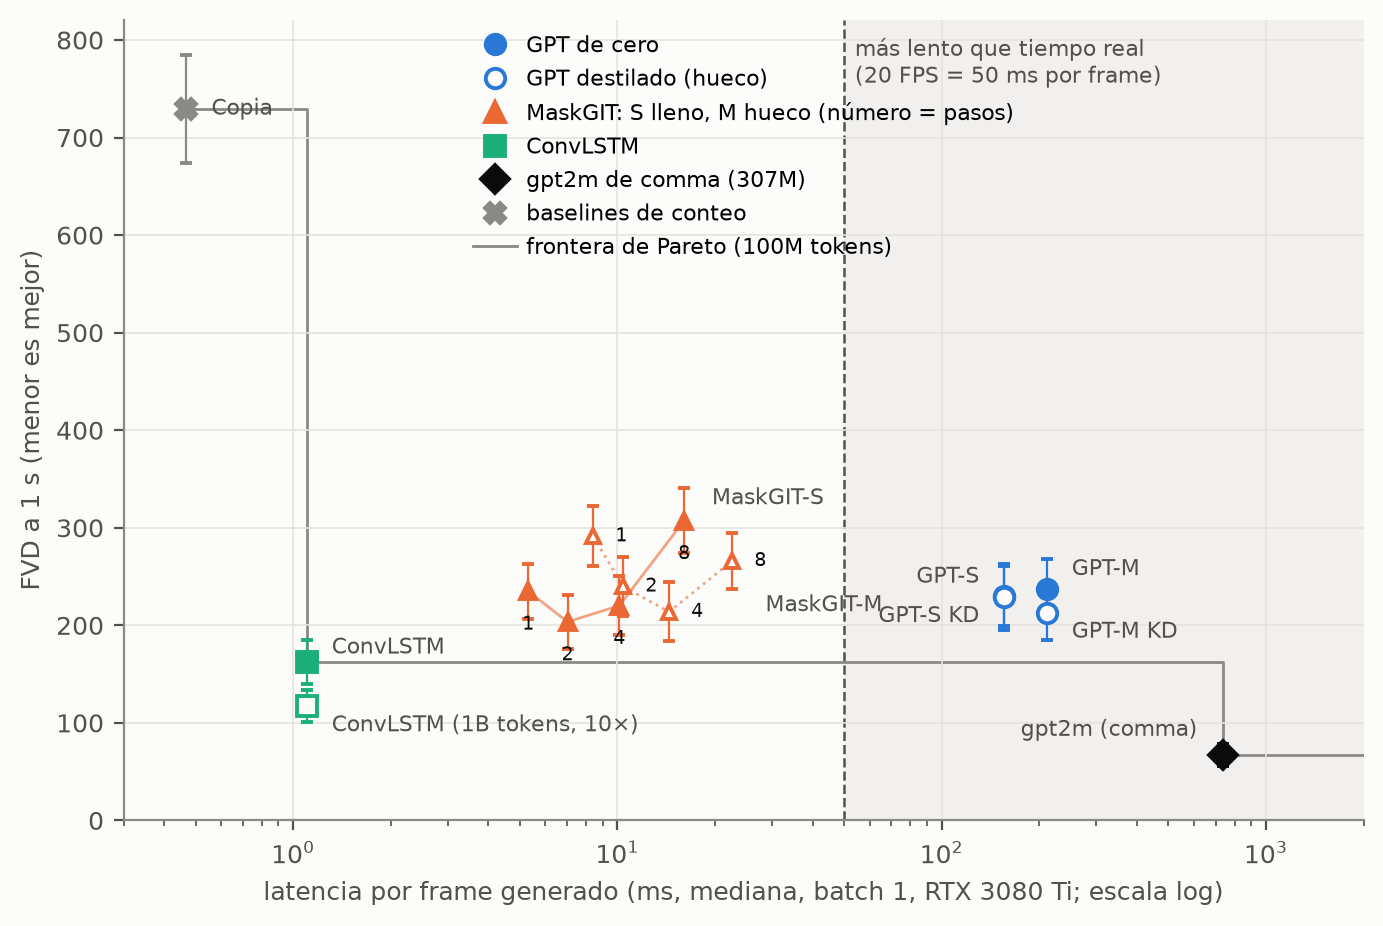 800
700
600
500
400
300
200
100
0
FVD a 1 s (menor es mejor)
GPT de cero
GPT destilado (hueco)
MaskGIT: S lleno, M hueco (número = pasos)
ConvLSTM
gpt2m de comma (307M)
baselines de conteo
frontera de Pareto (100M tokens)
más lento que tiempo real
(20 FPS = 50 ms por frame)
Copia
MaskGIT-S
1
8
8
2
4
1
4
2
MaskGIT-M
GPT-S
GPT-M
GPT-S KD
GPT-M KD
ConvLSTM
ConvLSTM (1B tokens, 10×)
gpt2m (comma)
10⁰
10¹
10²
10³
latencia por frame generado (ms, mediana, batch 1, RTX 3080 Ti; escala log)